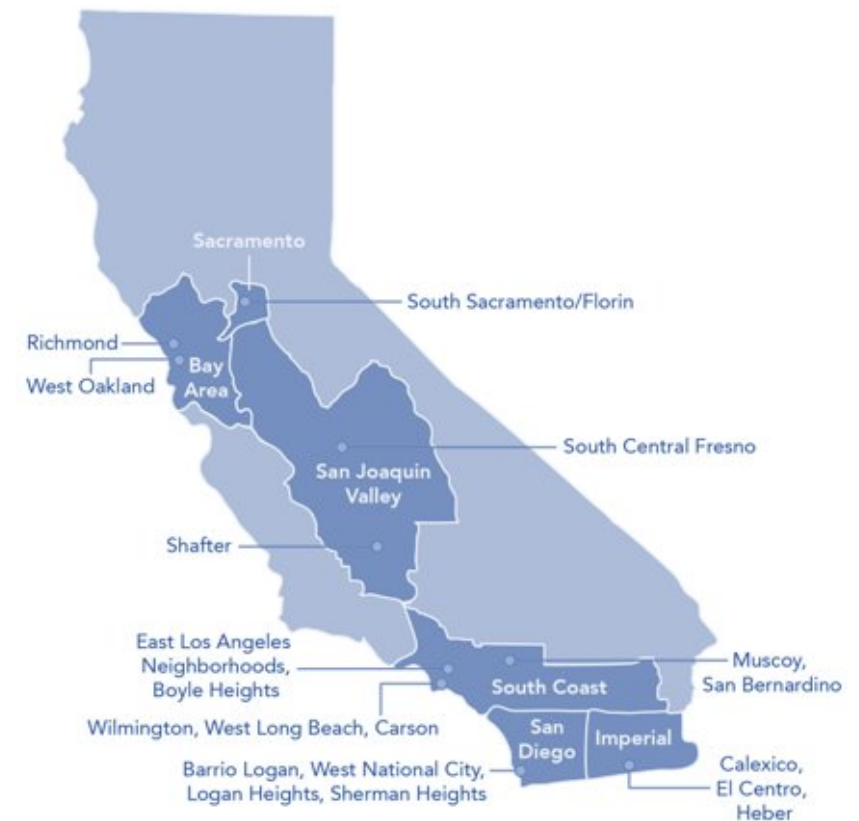 Sacramento
South Sacramento/Florin
Richmond
West Oakland
Bay
Area
South Central Fresno
San Joaquin
Valley
Shafter
East Los Angeles
Neighborhoods,
Boyle Heights
Muscoy,
San Bernardino
South Coast
Wilmington, West Long Beach, Carson
San
Diego
Imperial
Barrio Logan, West National City,
Logan Heights, Sherman Heights
Calexico,
El Centro,
Heber